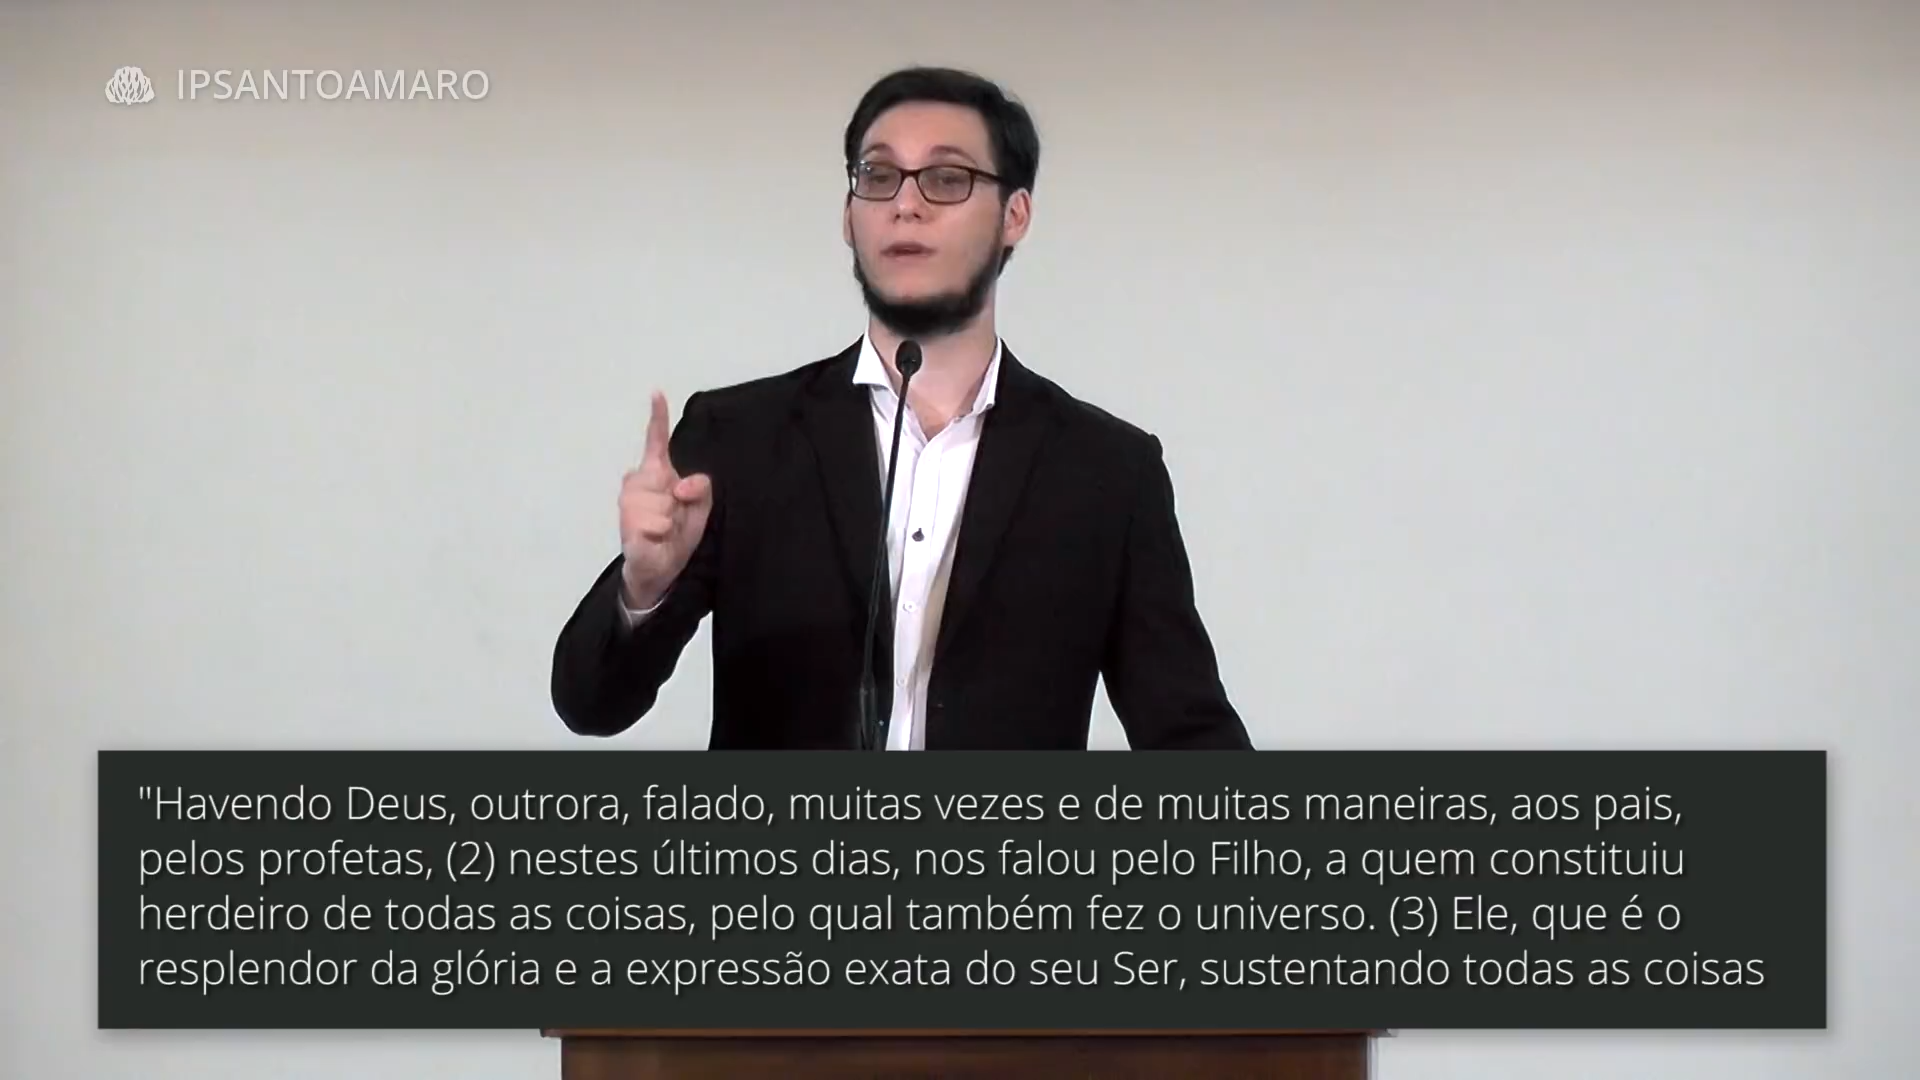 IPSANTOAMARO
"Havendo Deus, outrora, falado, muitas vezes e de muitas maneiras, aos pais,
pelos profetas, (2) nestes últimos dias, nos falou pelo Filho, a quem constituiu
herdeiro de todas as coisas, pelo qual também fez o universo. (3) Ele, que é o
resplendor da glória e a expressão exata do seu Ser, sustentando todas as coisas